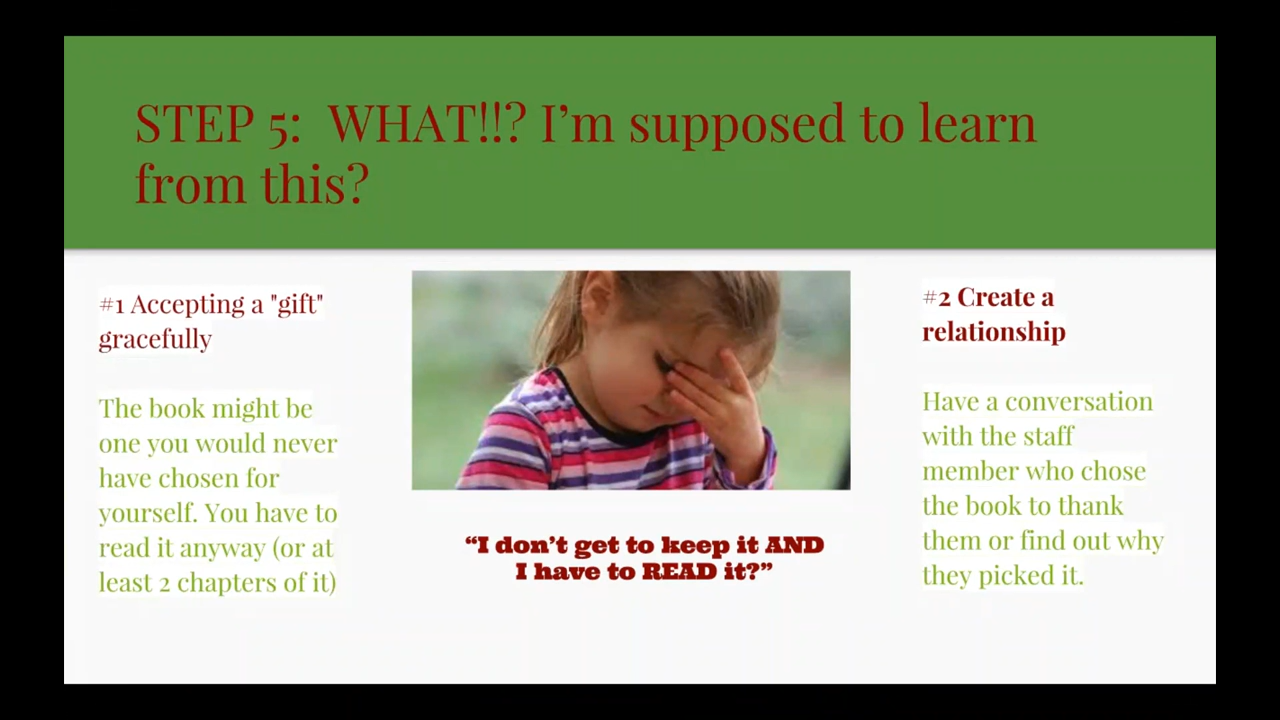 STEP 5:  WHAT!!? I’m supposed to learn
from this?
#1 Accepting a "gift"
gracefully
The book might be
one you would never
have chosen for
yourself. You have to
read it anyway (or at
least 2 chapters of it)
“I don’t get to keep it AND
I have to READ it?”
#2 Create a
relationship
Have a conversation
with the staff
member who chose
the book to thank
them or find out why
they picked it.